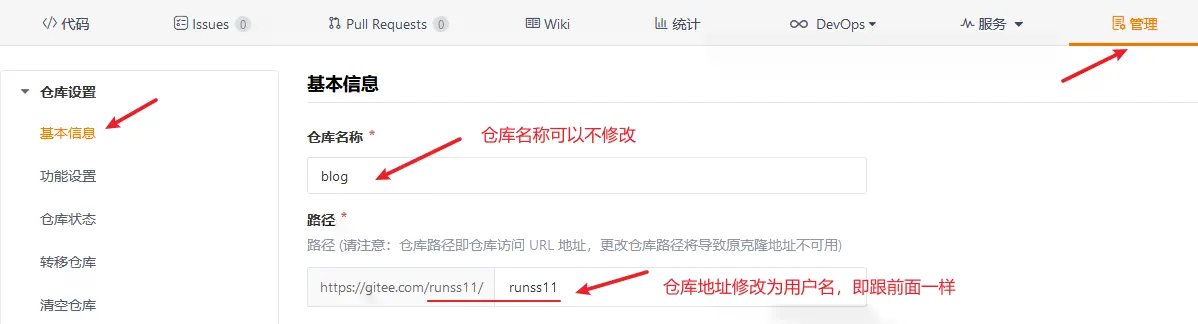 代码 Issues 0 Pull Requests 0 Wiki 统计 DevOps 服务 管理
仓库设置
基本信息
功能设置
仓库状态
转移仓库
清空仓库
基本信息
仓库名称 *
仓库名称可以不修改
blog
路径 *
路径 (请注意：仓库路径即仓库访问 URL 地址，更改仓库路径将导致原克隆地址不可用)
https://gitee.com/runss11/ runss11
仓库地址修改为用户名，即跟前面一样